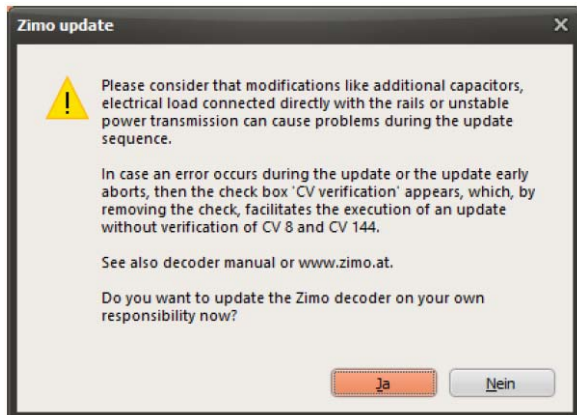 Zimo update
Please consider that modifications like additional capacitors,
electrical load connected directly with the rails or unstable
power transmission can cause problems during the update
sequence.
In case an error occurs during the update or the update early
aborts, then the check box 'CV verification' appears, which, by
removing the check, facilitates the execution of an update
without verification of CV 8 and CV 144.
See also decoder manual or www.zimo.at.
Do you want to update the Zimo decoder on your own
responsibility now?
Ja
Nein